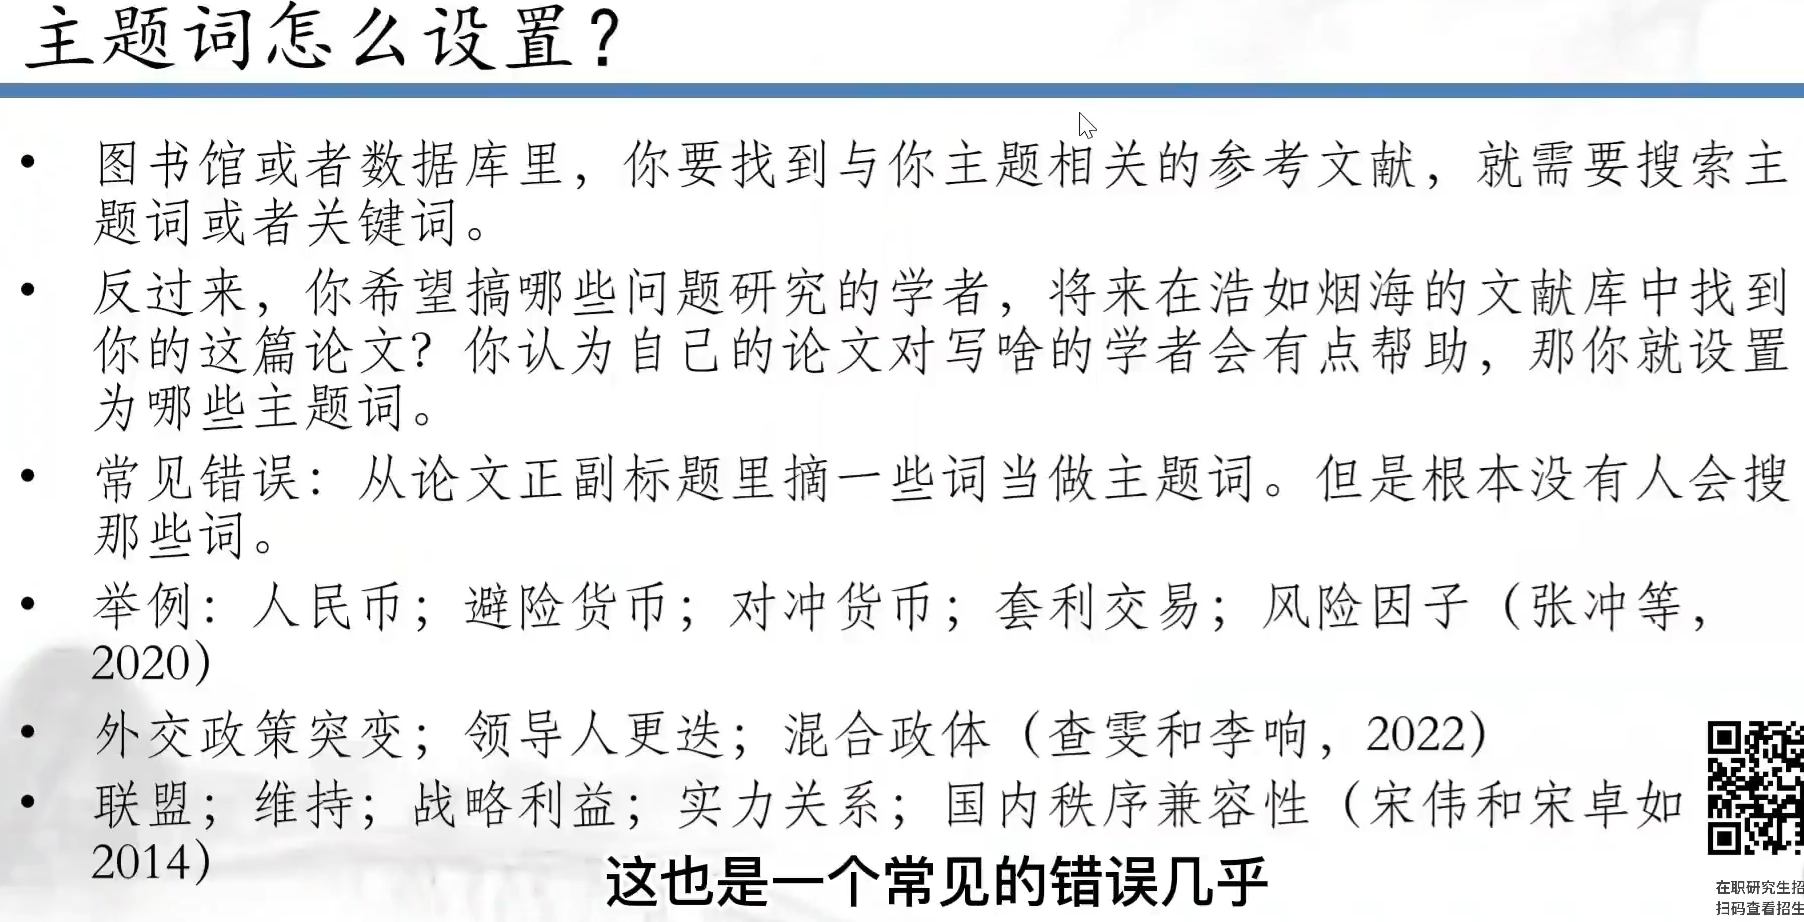 主题词怎么设置？
• 图书馆或者数据库里，你要找到与你主题相关的参考文献，就需要搜索主
题词或者关键词。
• 反过来，你希望搞哪些问题研究的学者，将来在浩如烟海的文献库中找到
你的这篇论文？你认为自己的论文对写啥的学者会有点帮助，那你就设置
为哪些主题词。
• 常见错误：从论文正副标题里摘一些词当做主题词。但是根本没有人会搜
那些词。
• 举例：人民币；避险货币；对冲货币；套利交易；风险因子（张冲等，
2020）
• 外交政策突变；领导人更迭；混合政体（查雯和李响，2022）
• 联盟；维持；战略利益；实力关系；国内秩序兼容性（宋伟和宋卓如
2014）
这也是一个常见的错误几乎
在职研究生招
扫码查看招生